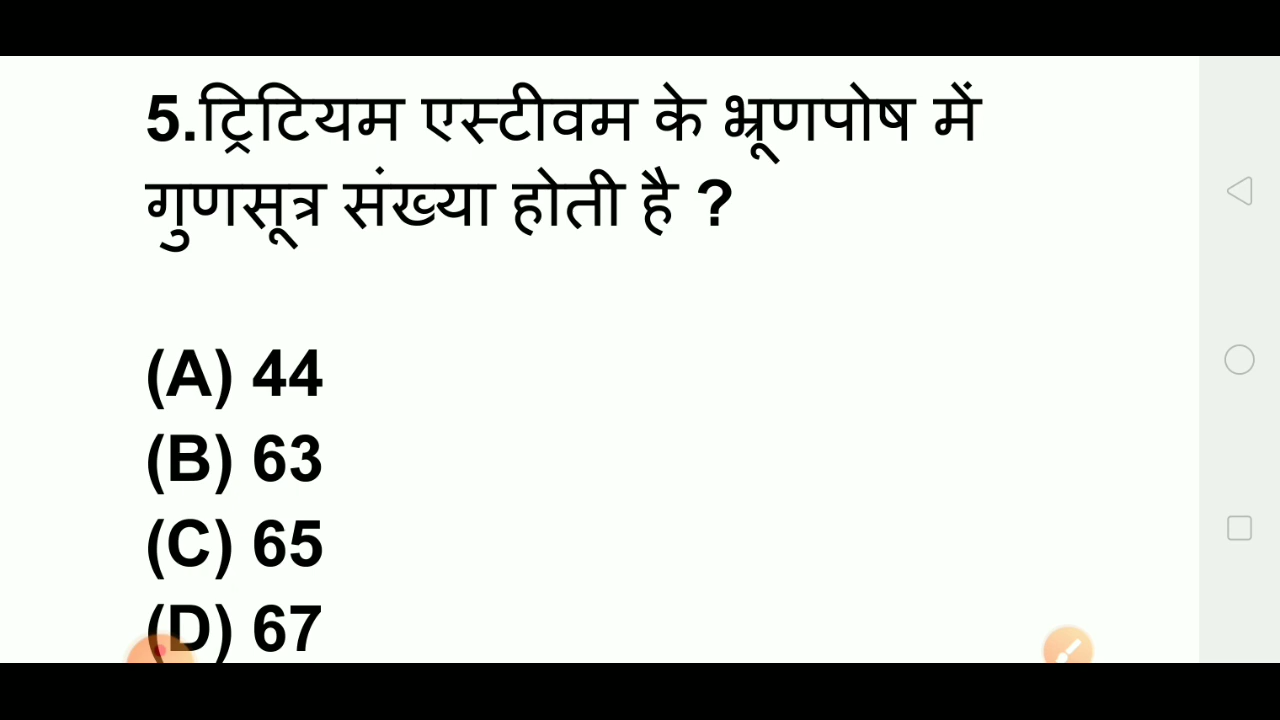 5.ट्रिटियम एस्टीवम के भ्रूणपोष में
गुणसूत्र संख्या होती है ?
(A) 44
(B) 63
(C) 65
(D) 67